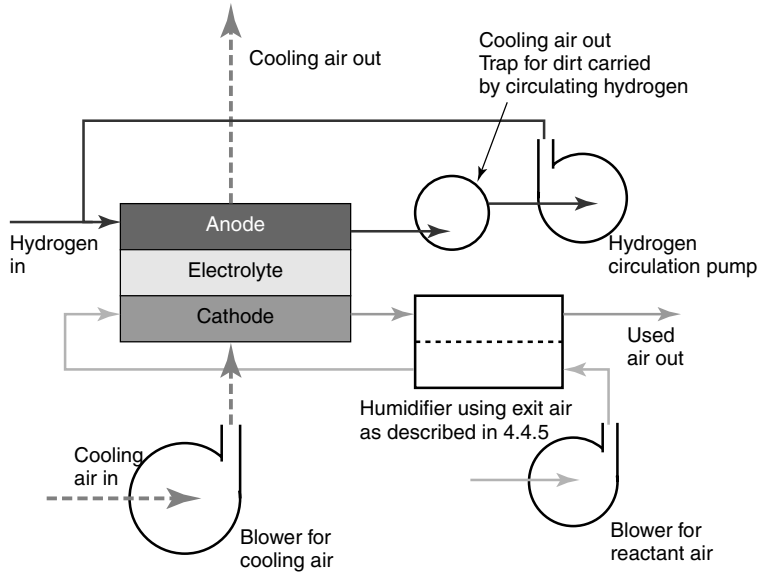 Cooling air out
Trap for dirt carried
by circulating hydrogen
Cooling air out
Anode
Hydrogen
in
Hydrogen
circulation pump
Electrolyte
Cathode
Used
air out
Humidifier using exit air
as described in 4.4.5
Cooling
air in
Blower for
cooling air
Blower for
reactant air